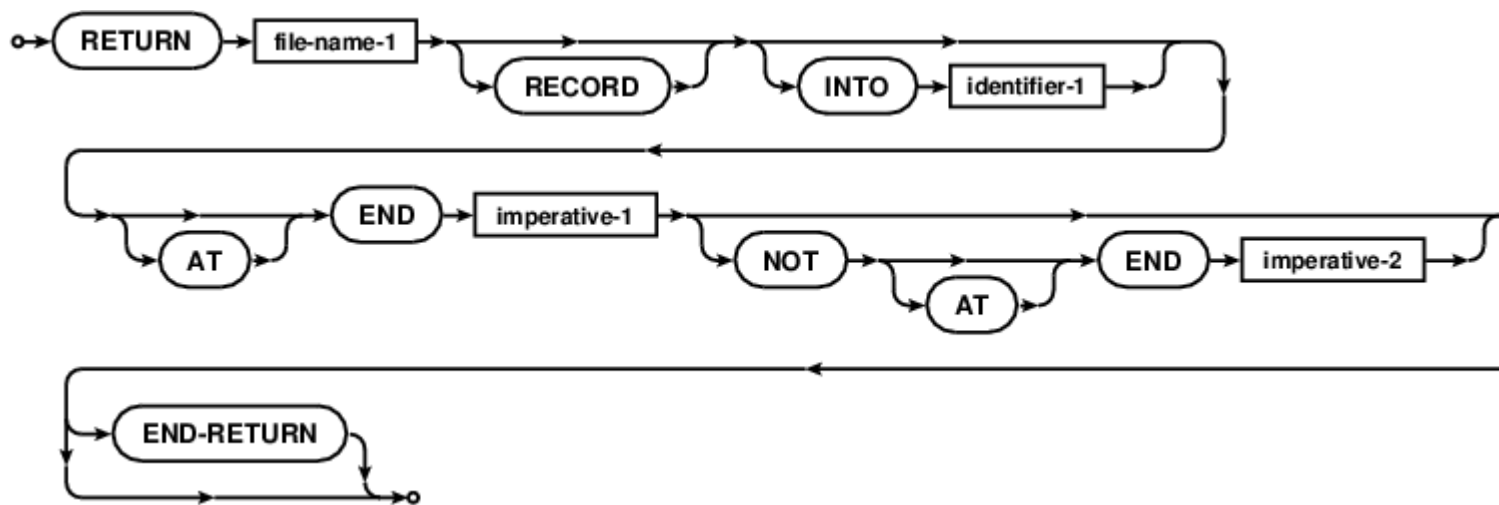 RETURN file-name-1
RECORD INTO identifier-1
END imperative-1
AT NOT END imperative-2
AT
END-RETURN